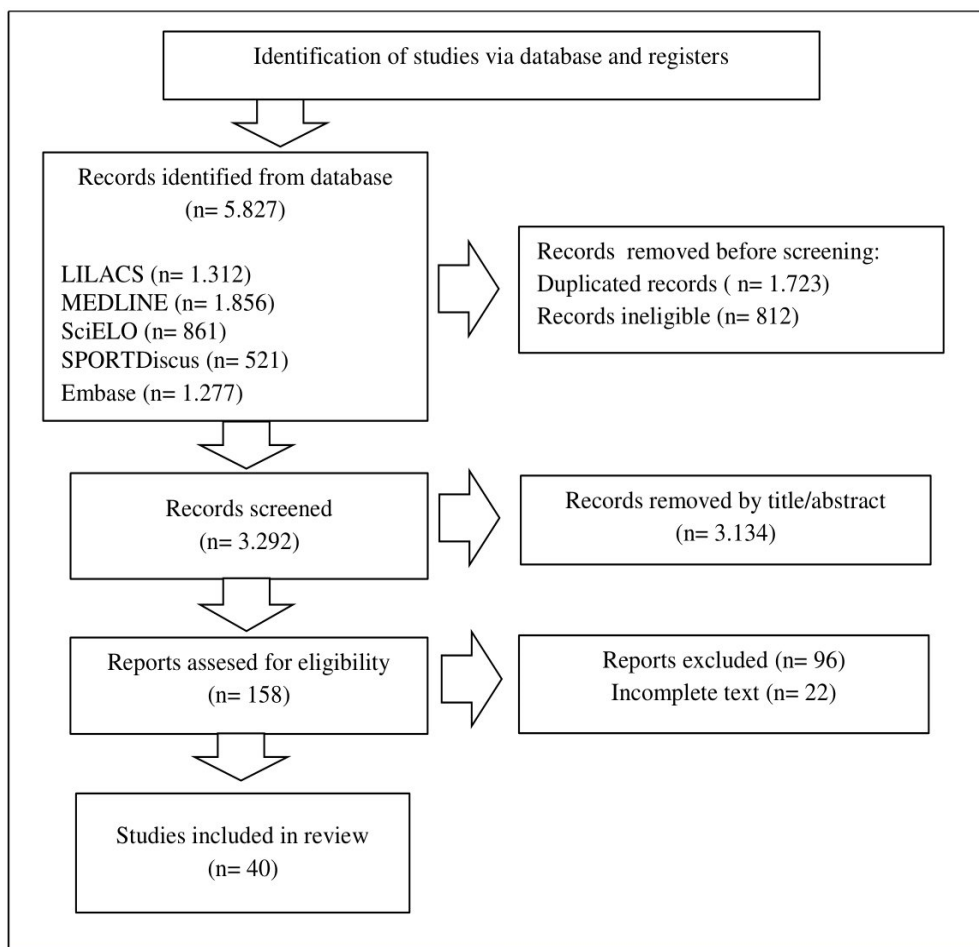 Identification of studies via database and registers
Records identified from database
(n= 5.827)
LILACS (n= 1.312)
MEDLINE (n= 1.856)
SciELO (n= 861)
SPORTDiscus (n= 521)
Embase (n= 1.277)
Records removed before screening:
Duplicated records ( n= 1.723)
Records ineligible (n= 812)
Records screened
(n= 3.292)
Records removed by title/abstract
(n= 3.134)
Reports assesed for eligibility
(n= 158)
Reports excluded (n= 96)
Incomplete text (n= 22)
Studies included in review
(n= 40)